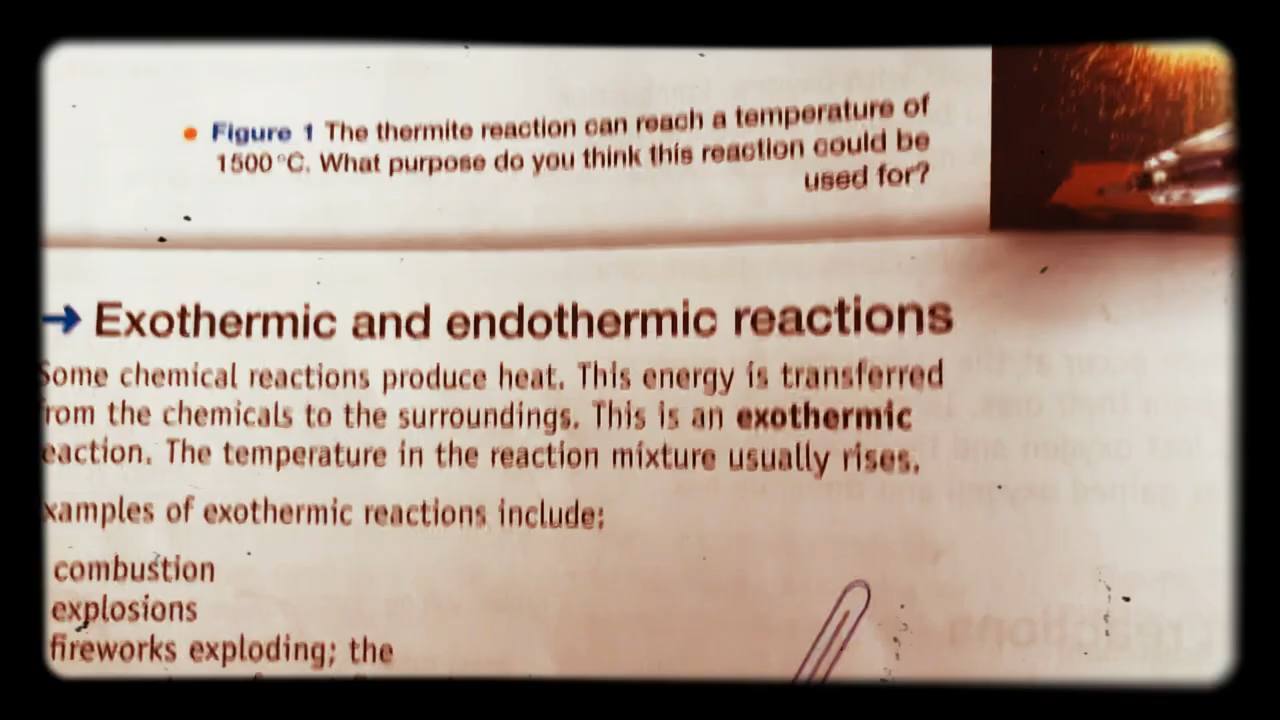 Figure 1 The thermite reaction can reach a temperature of
1500 °C. What purpose do you think this reaction could be
used for?
→ Exothermic and endothermic reactions
Some chemical reactions produce heat. This energy is transferred
rom the chemicals to the surroundings. This is an exothermic
eaction. The temperature in the reaction mixture usually rises.
xamples of exothermic reactions include:
combustion
explosions
fireworks exploding; the